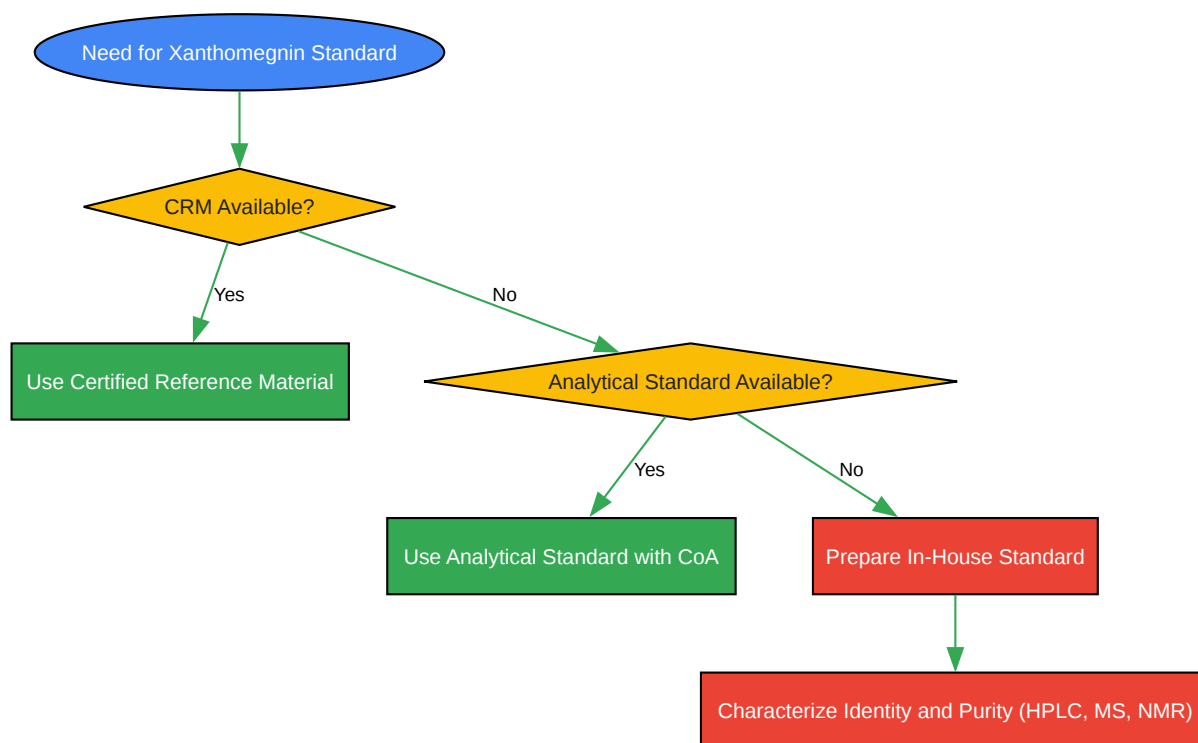 Need for Xanthomegnin Standard
CRM Available?
Yes
No
Use Certified Reference Material
Analytical Standard Available?
Yes
No
Use Analytical Standard with CoA
Prepare In-House Standard
Characterize Identity and Purity (HPLC, MS, NMR)